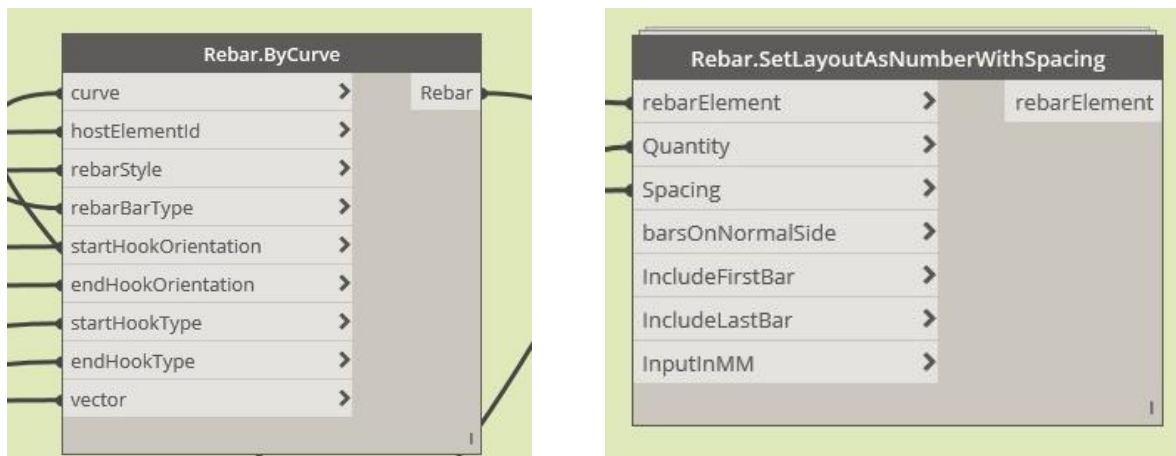 Rebar.ByCurve
curve
Rebar
hostElementId
rebarStyle
rebarBarType
startHookOrientation
endHookOrientation
startHookType
endHookType
vector
I
Rebar.SetLayoutAsNumberWithSpacing
rebarElement
rebarElement
Quantity
Spacing
barsOnNormalSide
IncludeFirstBar
IncludeLastBar
InputInMM
I